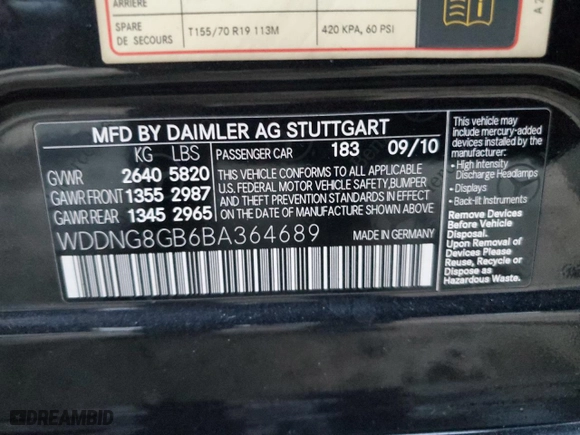 ARRIERE
SPARE
DE SECOURS
T155/70 R19 113M
420 KPA, 60 PSI
MFD BY DAIMLER AG STUTTGART
KG LBS
PASSENGER CAR 183 09/10
GVWR 2640 5820
GAWR FRONT 1355 2987
GAWR REAR 1345 2965
THIS VEHICLE CONFORMS TO ALL APPLICABLE
U.S. FEDERAL MOTOR VEHICLE SAFETY, BUMPER
AND THEFT PREVENTION STANDARDS IN EFFECT
ON THE DATE OF MANUFACTURE SHOWN ABOVE.
WDDNG8GB6BA364689
MADE IN GERMANY
This vehicle may
include mercury-added
devices installed by
the manufacturer:
• High Intensity
Discharge Headlamps
• Displays
• Back-lit Instruments
Remove Devices
Before Vehicle
Disposal.
Upon Removal of
Devices Please
Reuse, Recycle or
Dispose as
Hazardous Waste.
DREAMBID